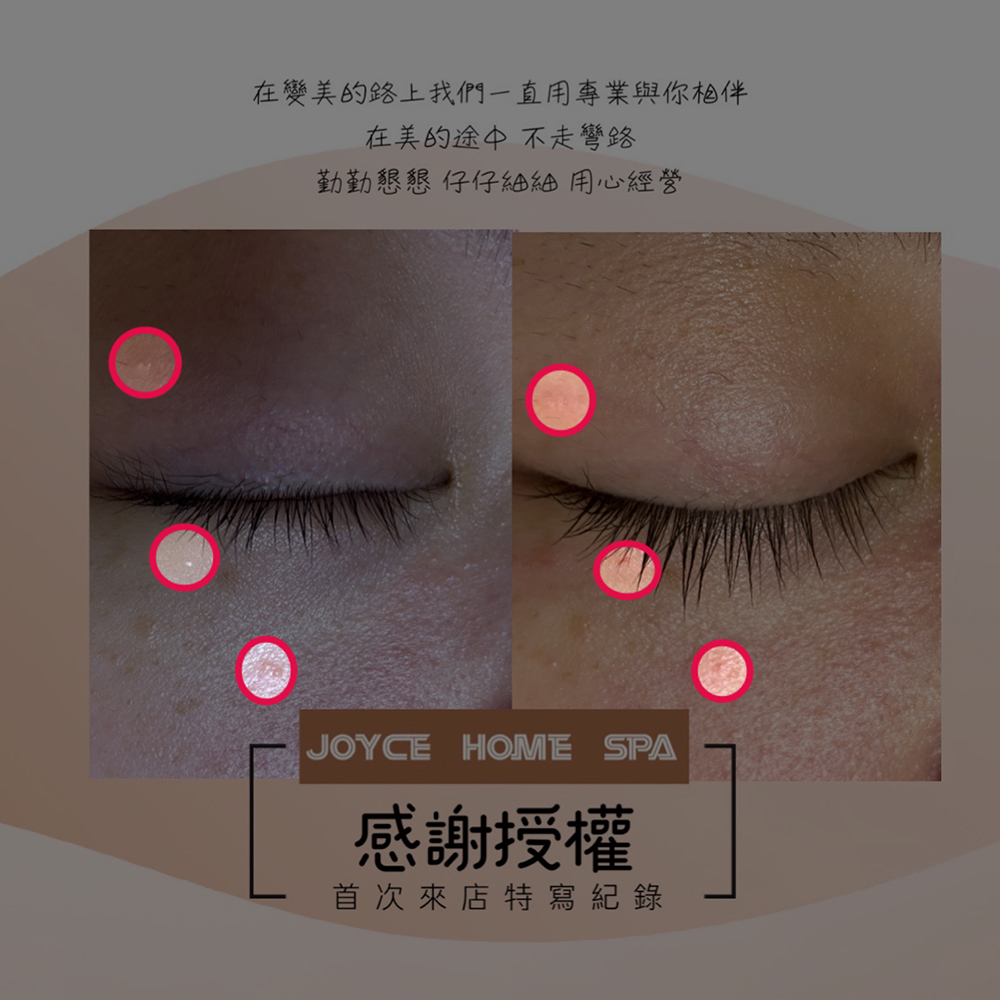 在變美的路上我們一直用專業與你相伴
在美的途中 不走彎路
勤勤懇懇 仔仔細細 用心經營
JOYCE HOME SPA
感謝授權
首次來店特寫紀錄